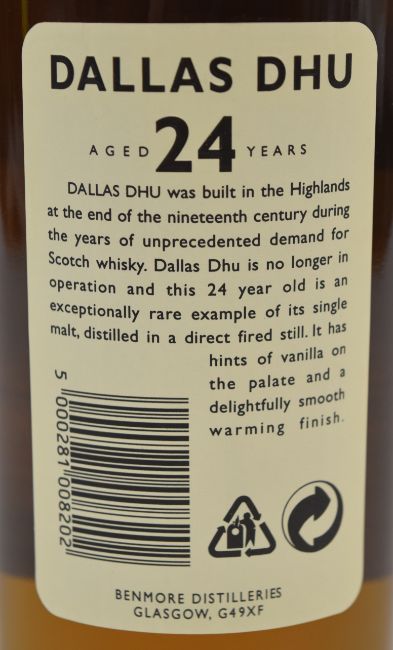 DALLAS DHU
AGED 24 YEARS
DALLAS DHU was built in the Highlands
at the end of the nineteenth century during
the years of unprecedented demand for
Scotch whisky. Dallas Dhu is no longer in
operation and this 24 year old is an
exceptionally rare example of its single
malt, distilled in a direct fired still. It has
hints of vanilla on
the palate and a
delightfully smooth
warming finish.
5 000281 008202
BENMORE DISTILLERIES
GLASGOW, G49XF